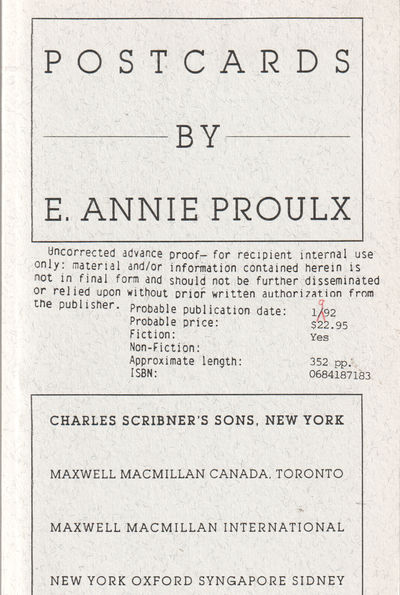 POSTCARDS
BY
E. ANNIE PROULX
Uncorrected advance proof— for recipient internal use
only: material and/or information contained herein is
not in final form and should not be further disseminated
or relied upon without prior written authorization from
the publisher.
Probable publication date: 1/92
9
Probable price: $22.95
Fiction: Yes
Non-Fiction:
Approximate length: 352 pp.
ISBN: 0684187183
CHARLES SCRIBNER'S SONS, NEW YORK
MAXWELL MACMILLAN CANADA, TORONTO
MAXWELL MACMILLAN INTERNATIONAL
NEW YORK OXFORD SYNGAPORE SIDNEY